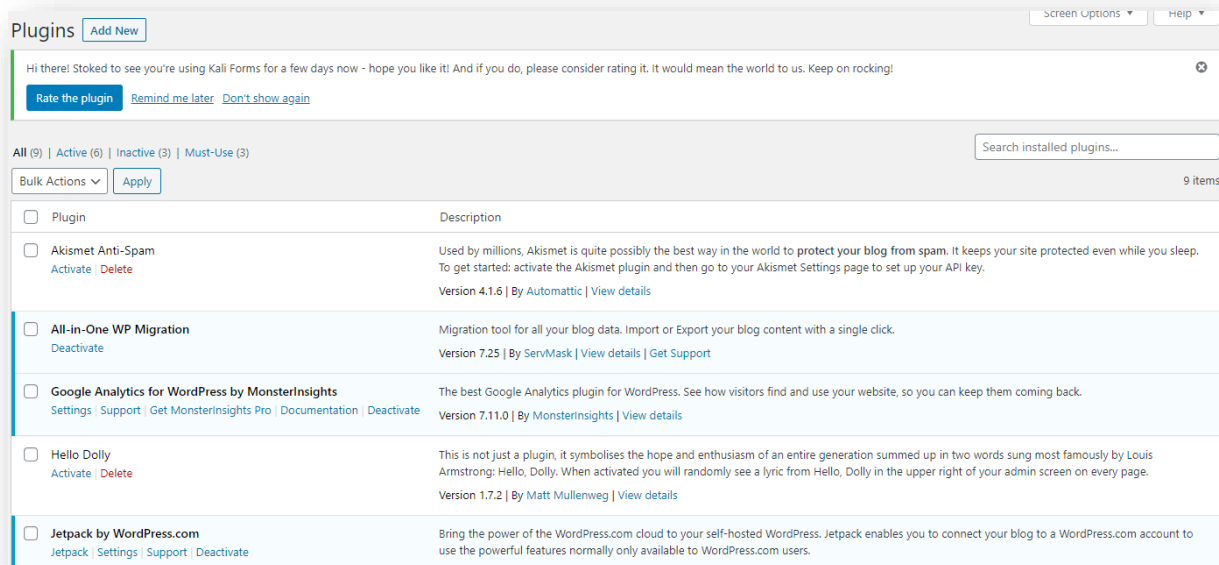 Screen Options ▼ Help ▼
Plugins Add New
Hi there! Stoked to see you're using Kali Forms for a few days now - hope you like it! And if you do, please consider rating it. It would mean the world to us. Keep on rocking!
Rate the plugin Remind me later Don't show again
All (9) | Active (6) | Inactive (3) | Must-Use (3)
Search installed plugins...
Bulk Actions Apply
9 items
Plugin Description
Akismet Anti-Spam
Activate | Delete
Used by millions, Akismet is quite possibly the best way in the world to protect your blog from spam. It keeps your site protected even while you sleep.
To get started: activate the Akismet plugin and then go to your Akismet Settings page to set up your API key.
Version 4.1.6 | By Automattic | View details
All-in-One WP Migration
Deactivate
Migration tool for all your blog data. Import or Export your blog content with a single click.
Version 7.25 | By ServMask | View details | Get Support
Google Analytics for WordPress by MonsterInsights
Settings | Support | Get MonsterInsights Pro | Documentation | Deactivate
The best Google Analytics plugin for WordPress. See how visitors find and use your website, so you can keep them coming back.
Version 7.11.0 | By MonsterInsights | View details
Hello Dolly
Activate | Delete
This is not just a plugin, it symbolises the hope and enthusiasm of an entire generation summed up in two words sung most famously by Louis
Armstrong: Hello, Dolly. When activated you will randomly see a lyric from Hello, Dolly in the upper right of your admin screen on every page.
Version 1.7.2 | By Matt Mullenweg | View details
Jetpack by WordPress.com
Jetpack | Settings | Support | Deactivate
Bring the power of the WordPress.com cloud to your self-hosted WordPress. Jetpack enables you to connect your blog to a WordPress.com account to
use the powerful features normally only available to WordPress.com users.